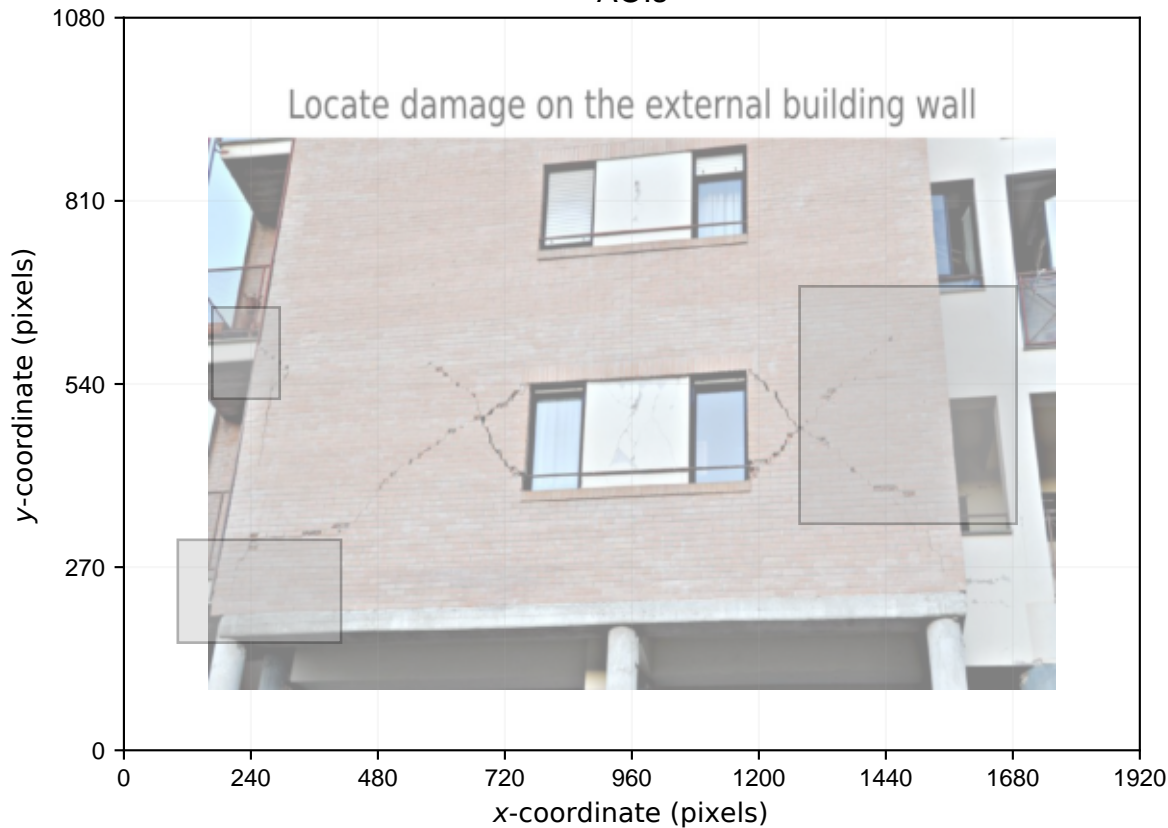 1080
Locate damage on the external building wall
810
540
270
0
0 240 480 720 960 1200 1440 1680 1920
y-coordinate (pixels)
x-coordinate (pixels)